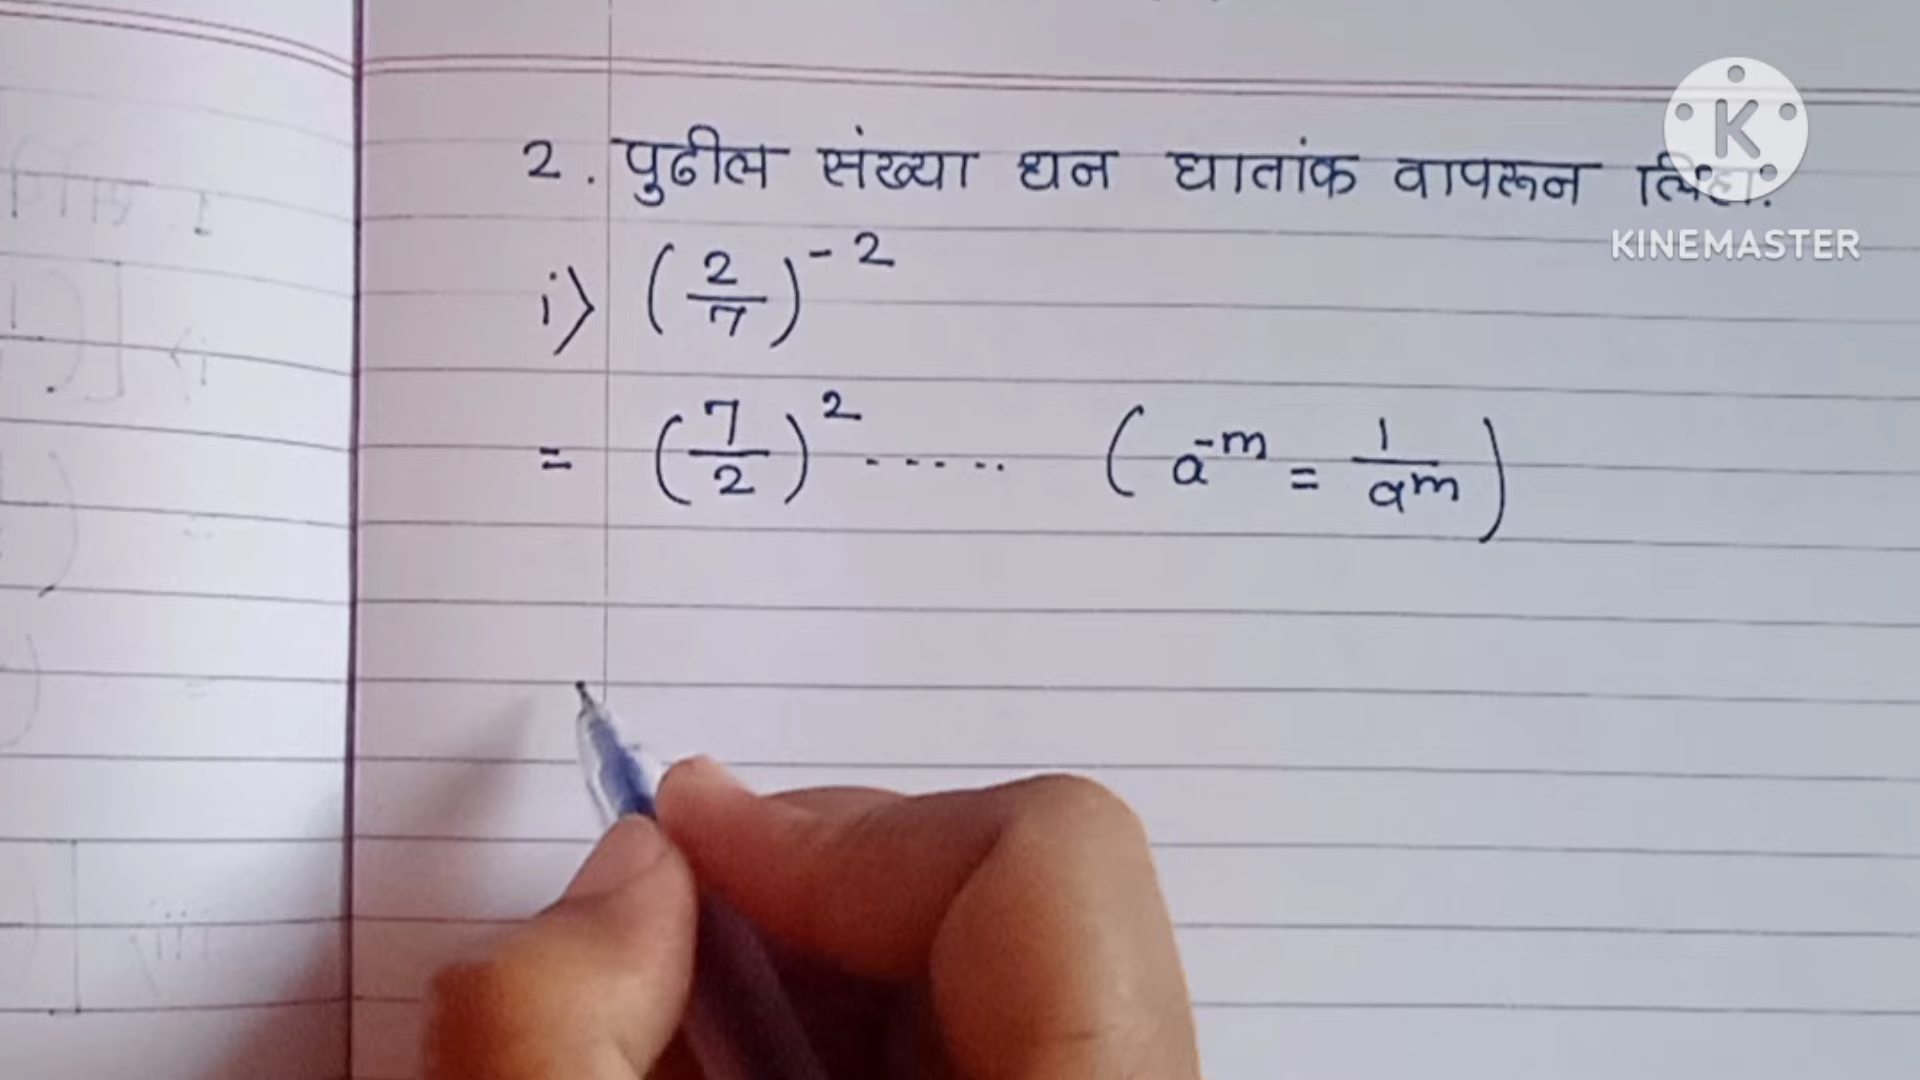 2. पुढील संख्या धन घातांक वापरून लिहा.
KINEMASTER
i) (2/7)^-2
= (7/2)^2 ...... (a^-m = 1/a^m)